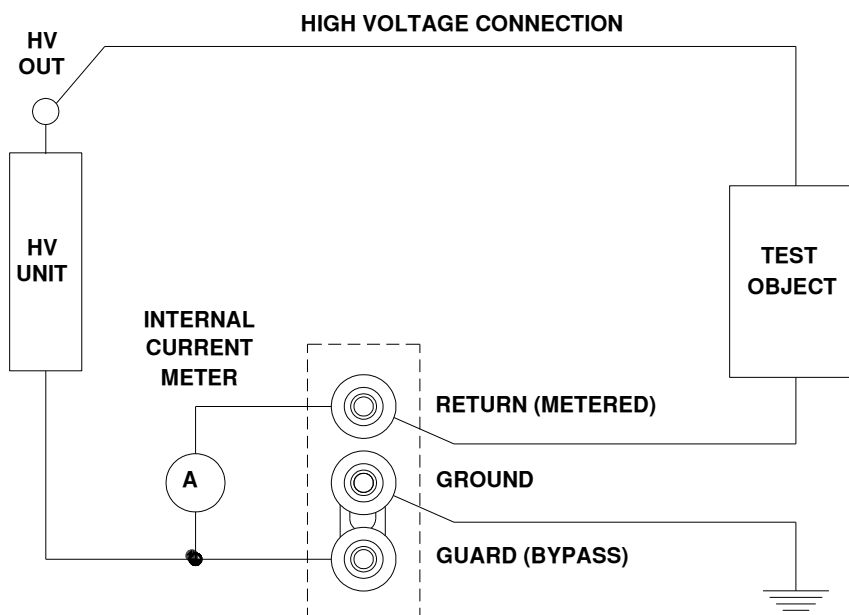 HIGH VOLTAGE CONNECTION
HV
OUT
HV
UNIT
TEST
OBJECT
INTERNAL
CURRENT
METER
RETURN (METERED)
A
GROUND
GUARD (BYPASS)